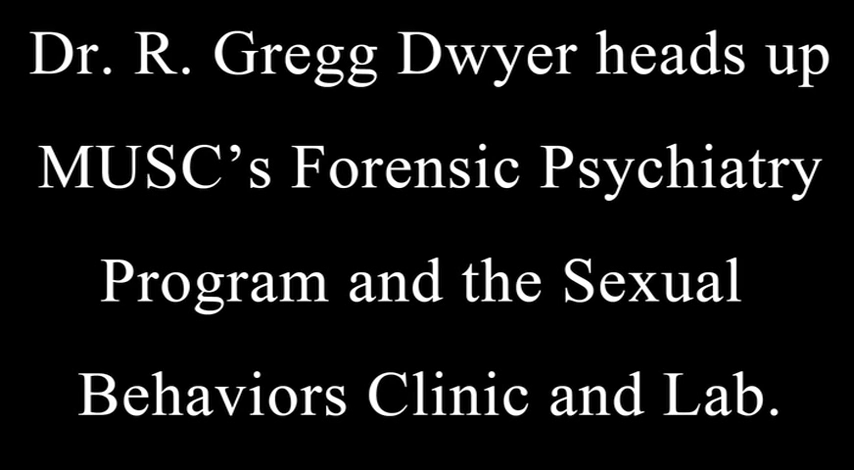 Dr. R. Gregg Dwyer heads up
MUSC’s Forensic Psychiatry
Program and the Sexual
Behaviors Clinic and Lab.